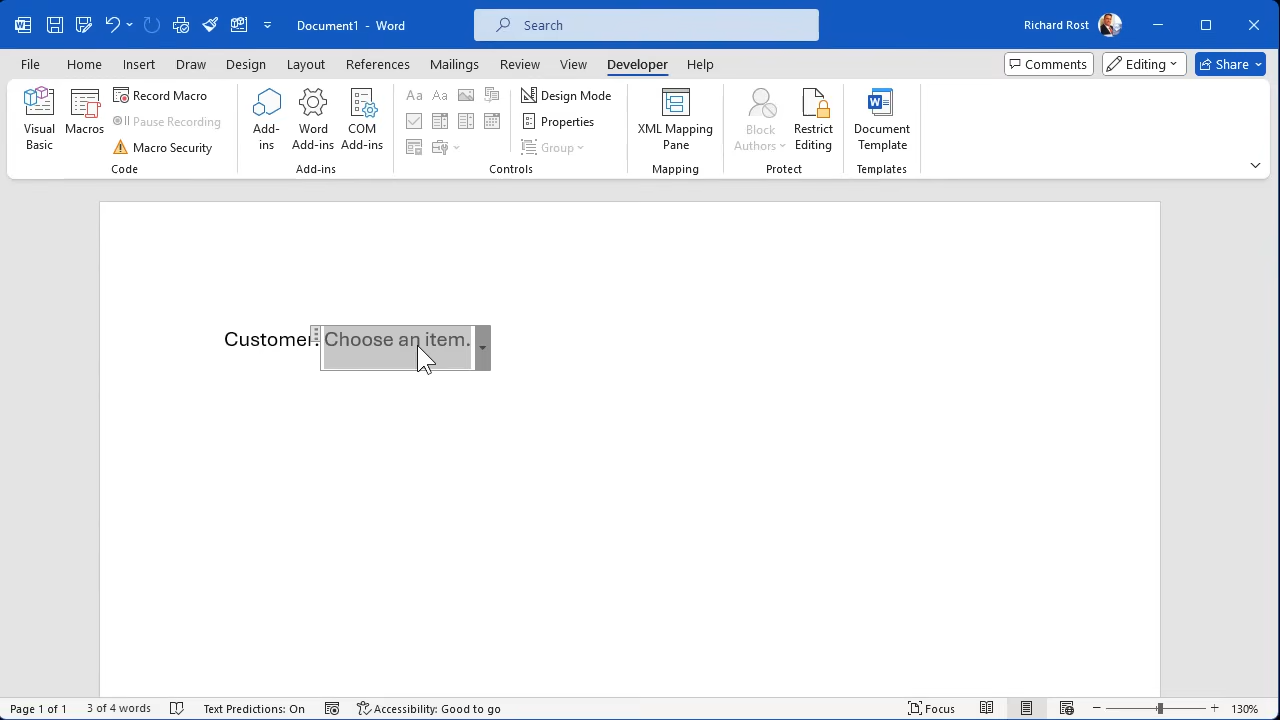 Document1 - Word
Search
Richard Rost
File Home Insert Draw Design Layout References Mailings Review View Developer Help
Comments Editing Share
Visual Basic
Macros
Record Macro
Pause Recording
Macro Security
Code
Add-ins
Word Add-ins
COM Add-ins
Add-ins
Aa Aa
Design Mode
Properties
Group
Controls
XML Mapping Pane
Mapping
Block Authors
Restrict Editing
Protect
Document Template
Templates
Customer: Choose an item.
Page 1 of 1 3 of 4 words Text Predictions: On Accessibility: Good to go Focus 130%